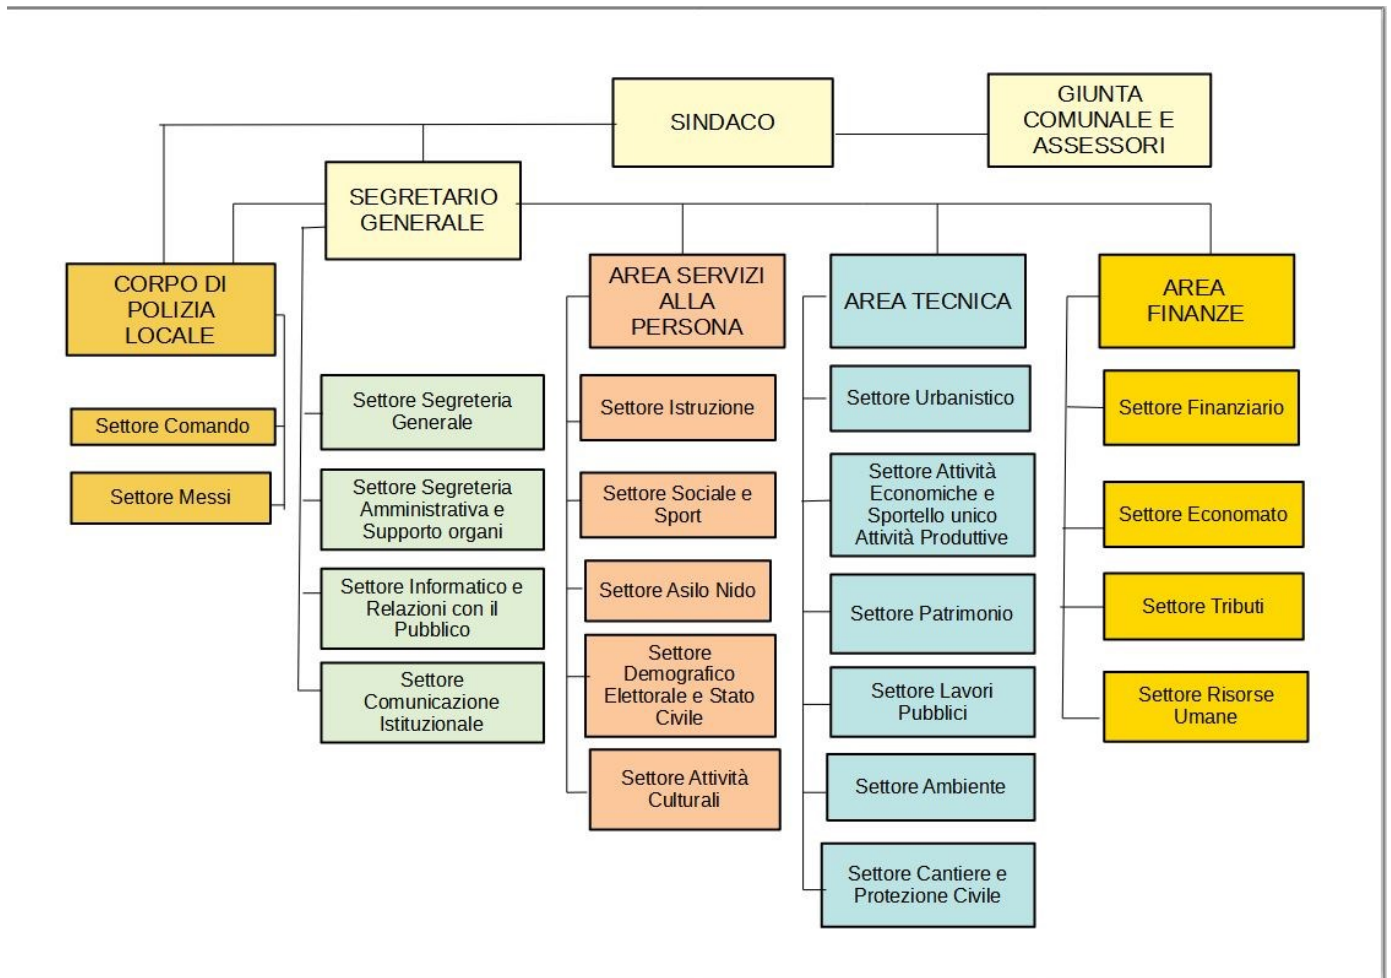 SINDACO
GIUNTA
COMUNALE E
ASSESSORI
SEGRETARIO
GENERALE
CORPO DI
POLIZIA
LOCALE
Settore Comando
Settore Messi
Settore Segreteria
Generale
Settore Segreteria
Amministrativa e
Supporto organi
Settore Informatico e
Relazioni con il
Pubblico
Settore
Comunicazione
Istituzionale
AREA SERVIZI
ALLA
PERSONA
Settore Istruzione
Settore Sociale e
Sport
Settore Asilo Nido
Settore
Demografico
Elettorale e Stato
Civile
Settore Attività
Culturali
AREA TECNICA
Settore Urbanistico
Settore Attività
Economiche e
Sportello unico
Attività Produttive
Settore Patrimonio
Settore Lavori
Pubblici
Settore Ambiente
Settore Cantiere e
Protezione Civile
AREA
FINANZE
Settore Finanziario
Settore Economato
Settore Tributi
Settore Risorse
Umane